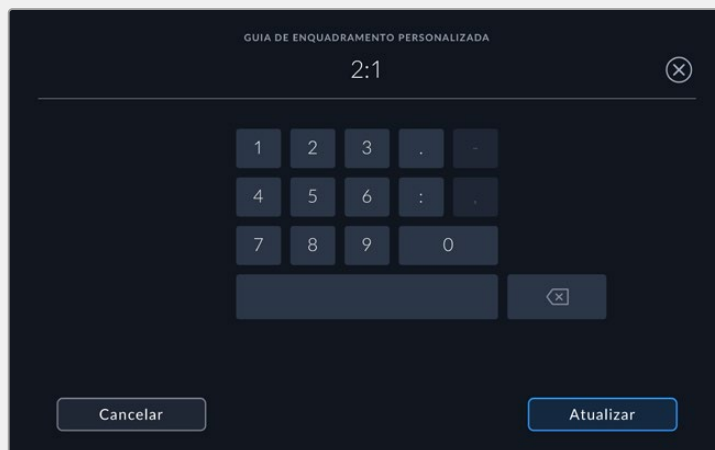 GUIA DE ENQUADRAMENTO PERSONALIZADA
2:1
1 2 3 . -
4 5 6 : ,
7 8 9 0
Cancelar Atualizar